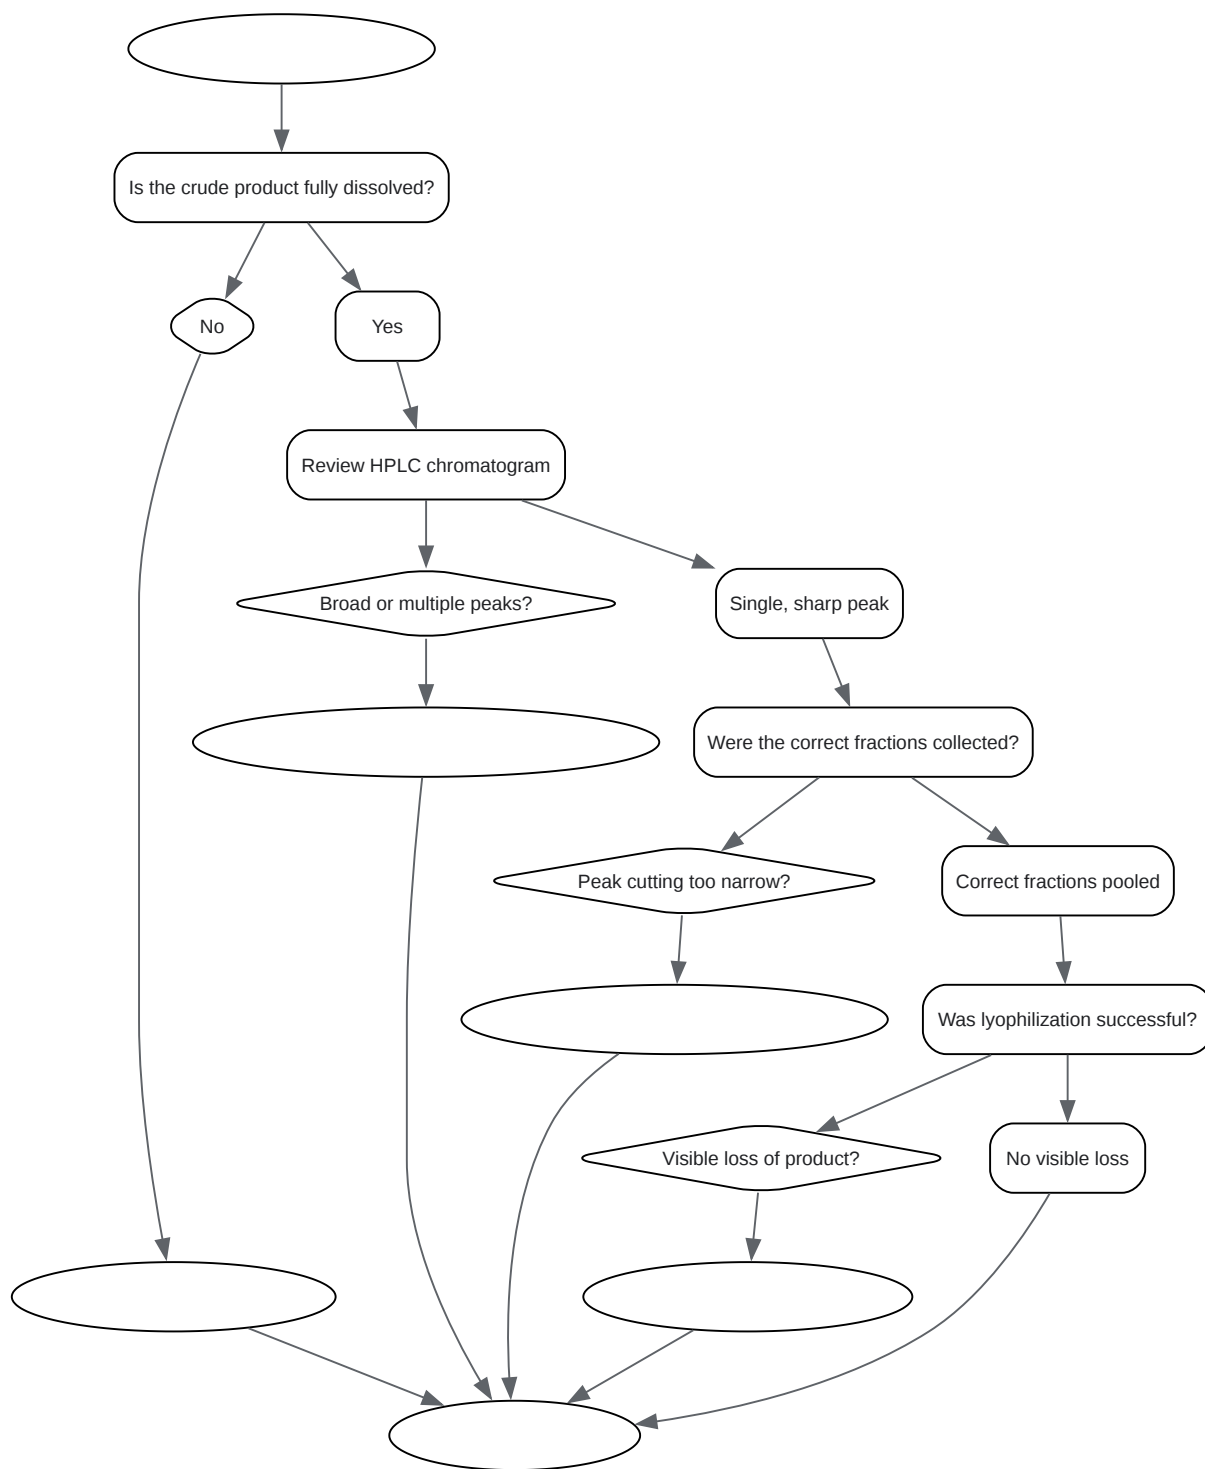 Is the crude product fully dissolved?
No
Yes
Review HPLC chromatogram
Broad or multiple peaks?
Single, sharp peak
Were the correct fractions collected?
Peak cutting too narrow?
Correct fractions pooled
Was lyophilization successful?
Visible loss of product?
No visible loss